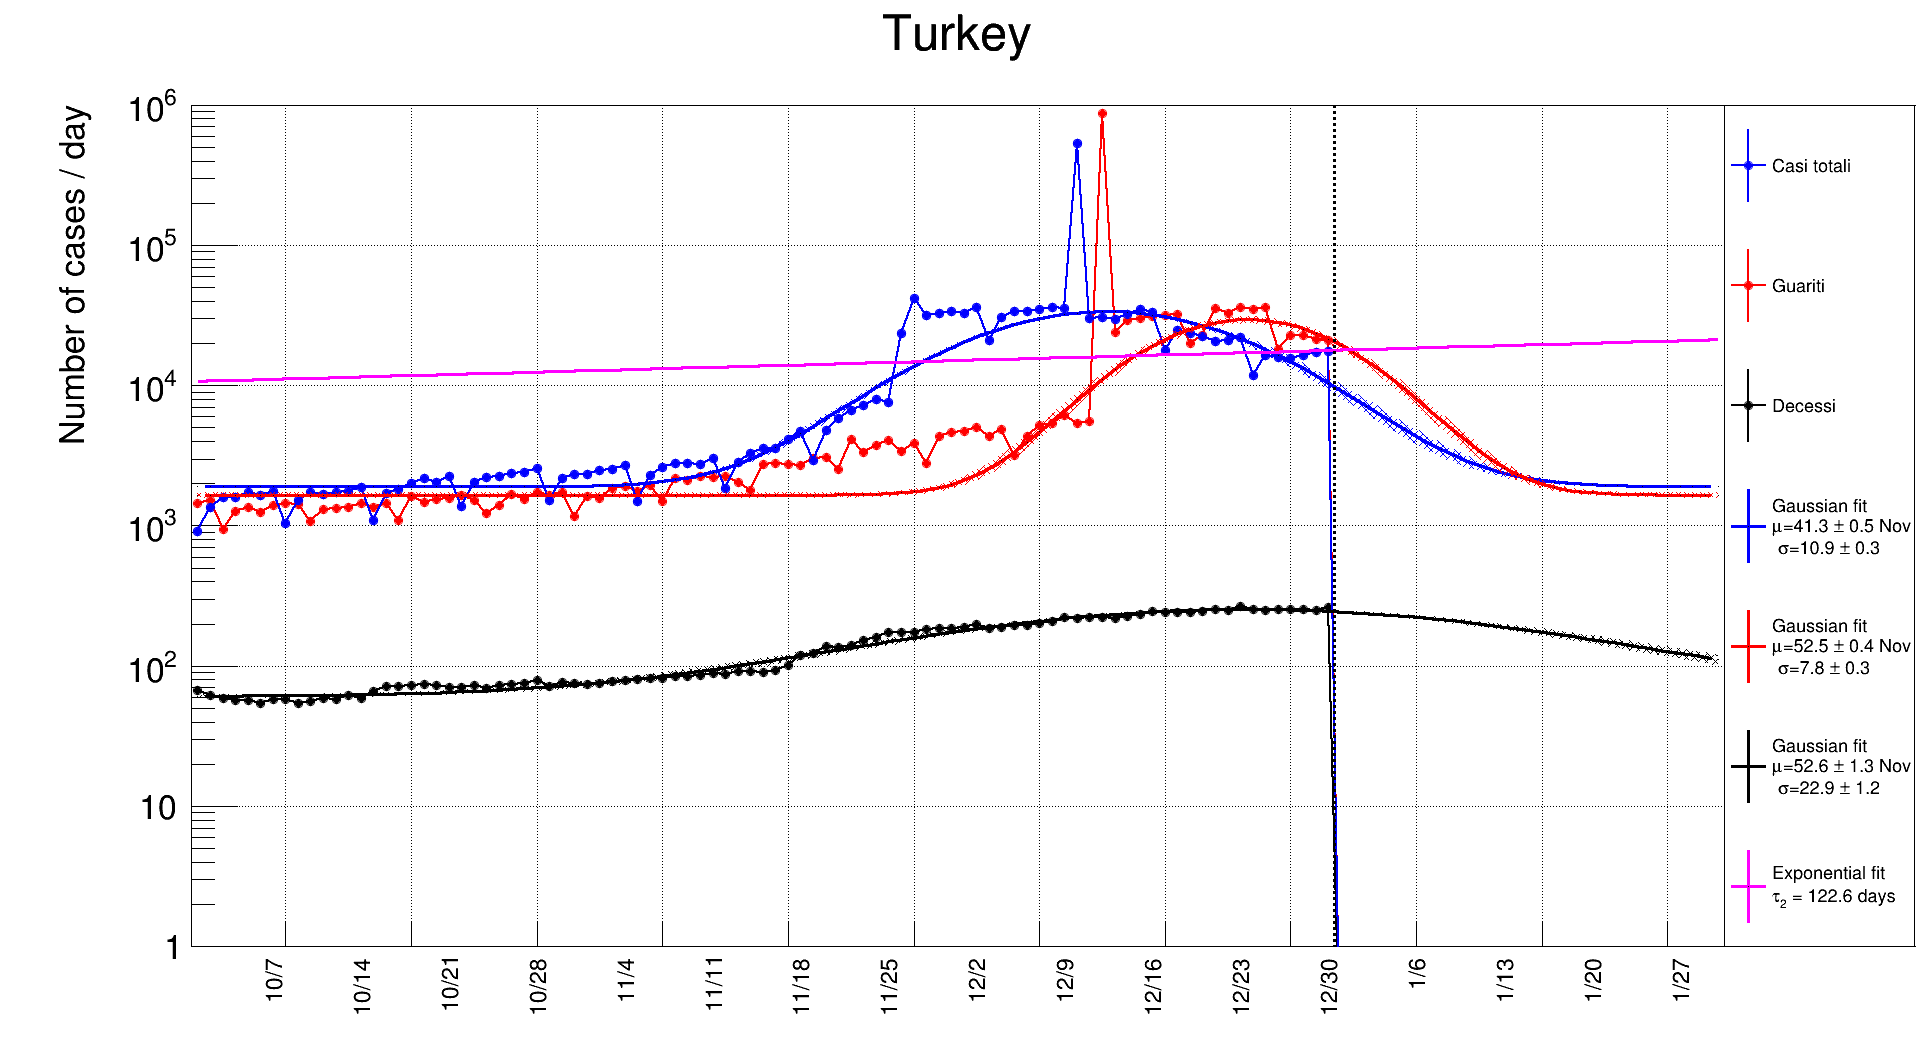 Turkey
Number of cases / day
10^6
10^5
10^4
10^3
10^2
10
1
10/7
10/14
10/21
10/28
11/4
11/11
11/18
11/25
12/2
12/9
12/16
12/23
12/30
1/6
1/13
1/20
1/27
Casi totali
Guariti
Decessi
Gaussian fit
μ=41.3 ± 0.5 Nov
σ=10.9 ± 0.3
Gaussian fit
μ=52.5 ± 0.4 Nov
σ=7.8 ± 0.3
Gaussian fit
μ=52.6 ± 1.3 Nov
σ=22.9 ± 1.2
Exponential fit
τ₂ = 122.6 days